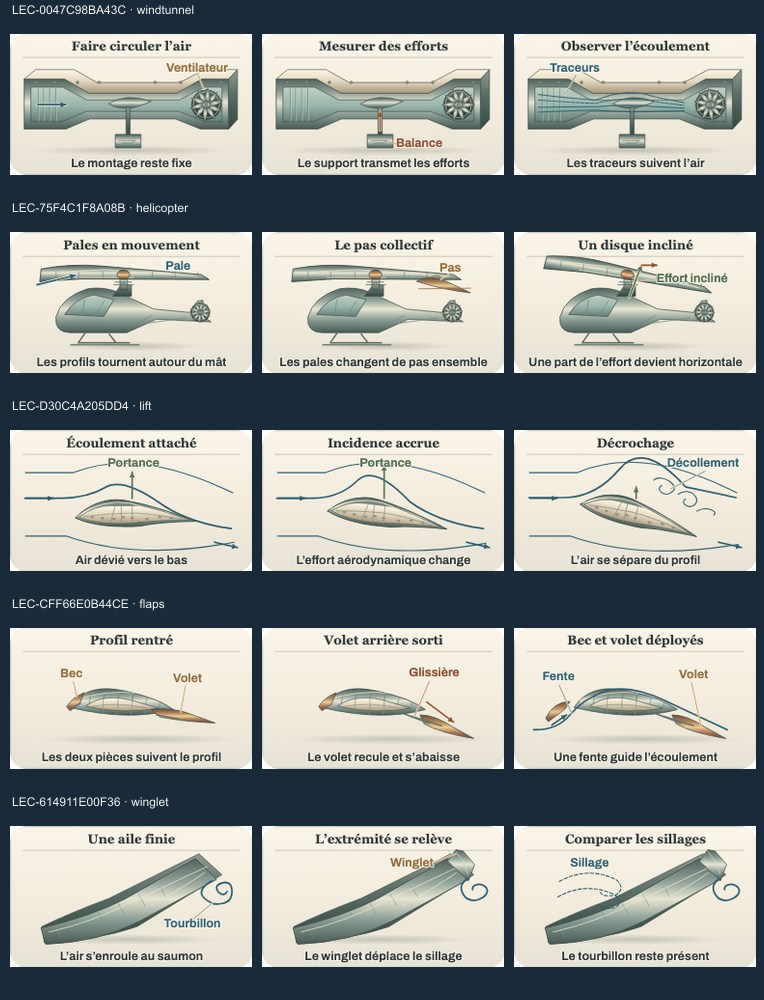 LEC-0047C98BA43C · windtunnel
Faire circuler l’air
Ventilateur
Le montage reste fixe
Mesurer des efforts
Balance
Le support transmet les efforts
Observer l’écoulement
Traceurs
Les traceurs suivent l’air
LEC-75F4C1F8A08B · helicopter
Pales en mouvement
Pale
Les profils tournent autour du mât
Le pas collectif
Pas
Les pales changent de pas ensemble
Un disque incliné
Effort incliné
Une part de l’effort devient horizontale
LEC-D30C4A205DD4 · lift
Écoulement attaché
Portance
Air dévié vers le bas
Incidence accrue
Portance
L’effort aérodynamique change
Décrochage
Décollement
L’air se sépare du profil
LEC-CFF66E0B44CE · flaps
Profil rentré
Bec
Volet
Les deux pièces suivent le profil
Volet arrière sorti
Glissière
Le volet recule et s’abaisse
Bec et volet déployés
Fente
Volet
Une fente guide l’écoulement
LEC-614911E00F36 · winglet
Une aile finie
Tourbillon
L’air s’enroule au saumon
L’extrémité se relève
Winglet
Le winglet déplace le sillage
Comparer les sillages
Sillage
Le tourbillon reste présent